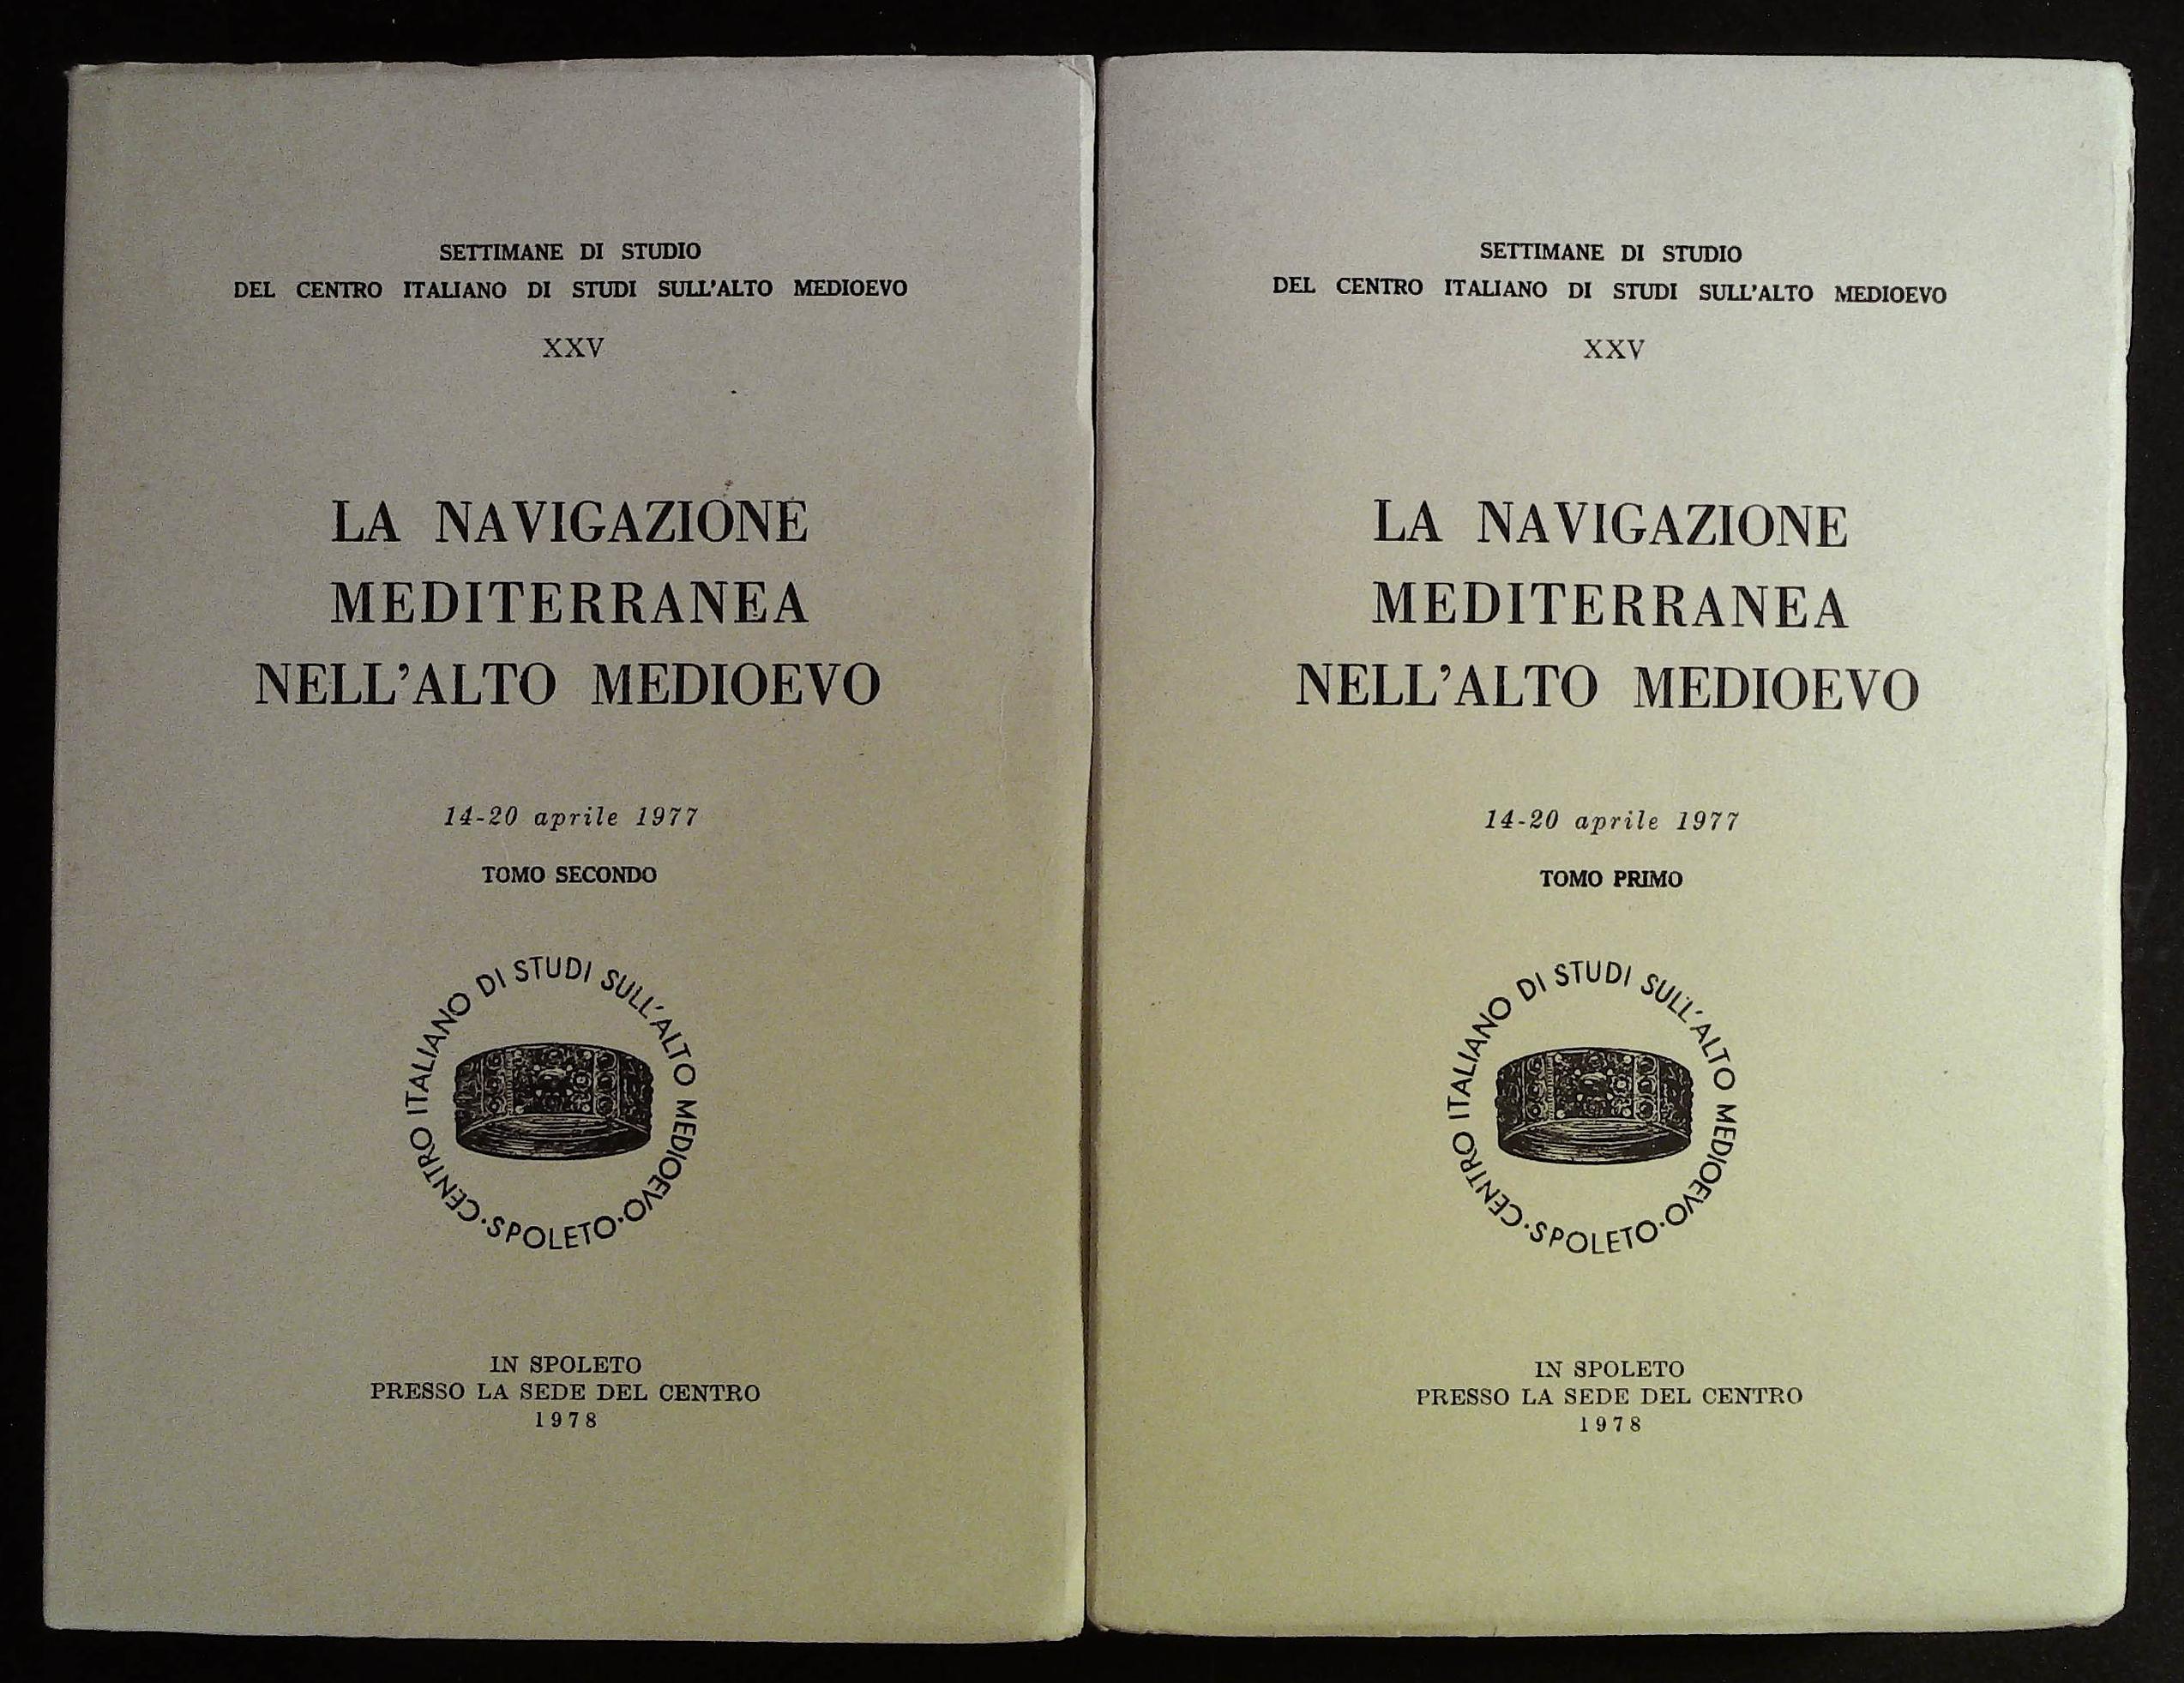 SETTIMANE DI STUDIO
DEL CENTRO ITALIANO DI STUDI SULL'ALTO MEDIOEVO
XXV
LA NAVIGAZIONE
MEDITERRANEA
NELL'ALTO MEDIOEVO
14-20 aprile 1977
TOMO SECONDO
CENTRO ITALIANO DI STUDI SULL'ALTO MEDIOEVO · SPOLETO ·
IN SPOLETO
PRESSO LA SEDE DEL CENTRO
1978
SETTIMANE DI STUDIO
DEL CENTRO ITALIANO DI STUDI SULL'ALTO MEDIOEVO
XXV
LA NAVIGAZIONE
MEDITERRANEA
NELL'ALTO MEDIOEVO
14-20 aprile 1977
TOMO PRIMO
CENTRO ITALIANO DI STUDI SULL'ALTO MEDIOEVO · SPOLETO ·
IN SPOLETO
PRESSO LA SEDE DEL CENTRO
1978